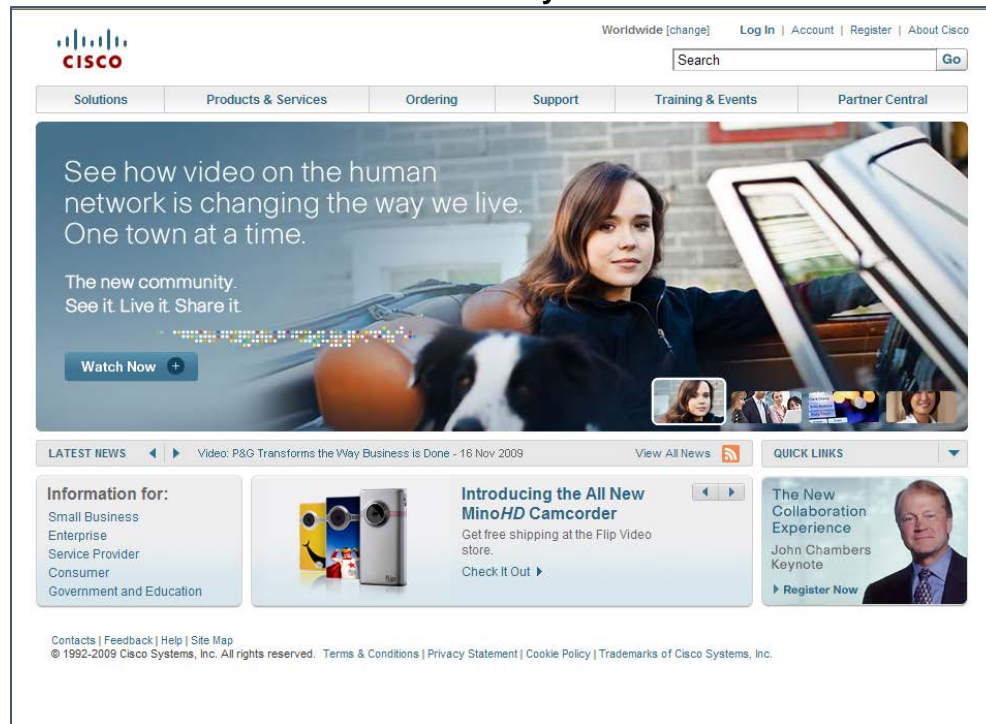 Worldwide [change] Log In | Account | Register | About Cisco
CISCO
Search Go
Solutions Products & Services Ordering Support Training & Events Partner Central
See how video on the human
network is changing the way we live.
One town at a time.
The new community.
See it. Live it. Share it.
Watch Now
LATEST NEWS Video: P&G Transforms the Way Business is Done - 16 Nov 2009 View All News
QUICK LINKS
Information for:
Small Business
Enterprise
Service Provider
Consumer
Government and Education
Introducing the All New
MinoHD Camcorder
Get free shipping at the Flip Video
store.
Check It Out
The New
Collaboration
Experience
John Chambers
Keynote
Register Now
Contacts | Feedback | Help | Site Map
© 1992-2009 Cisco Systems, Inc. All rights reserved. Terms & Conditions | Privacy Statement | Cookie Policy | Trademarks of Cisco Systems, Inc.